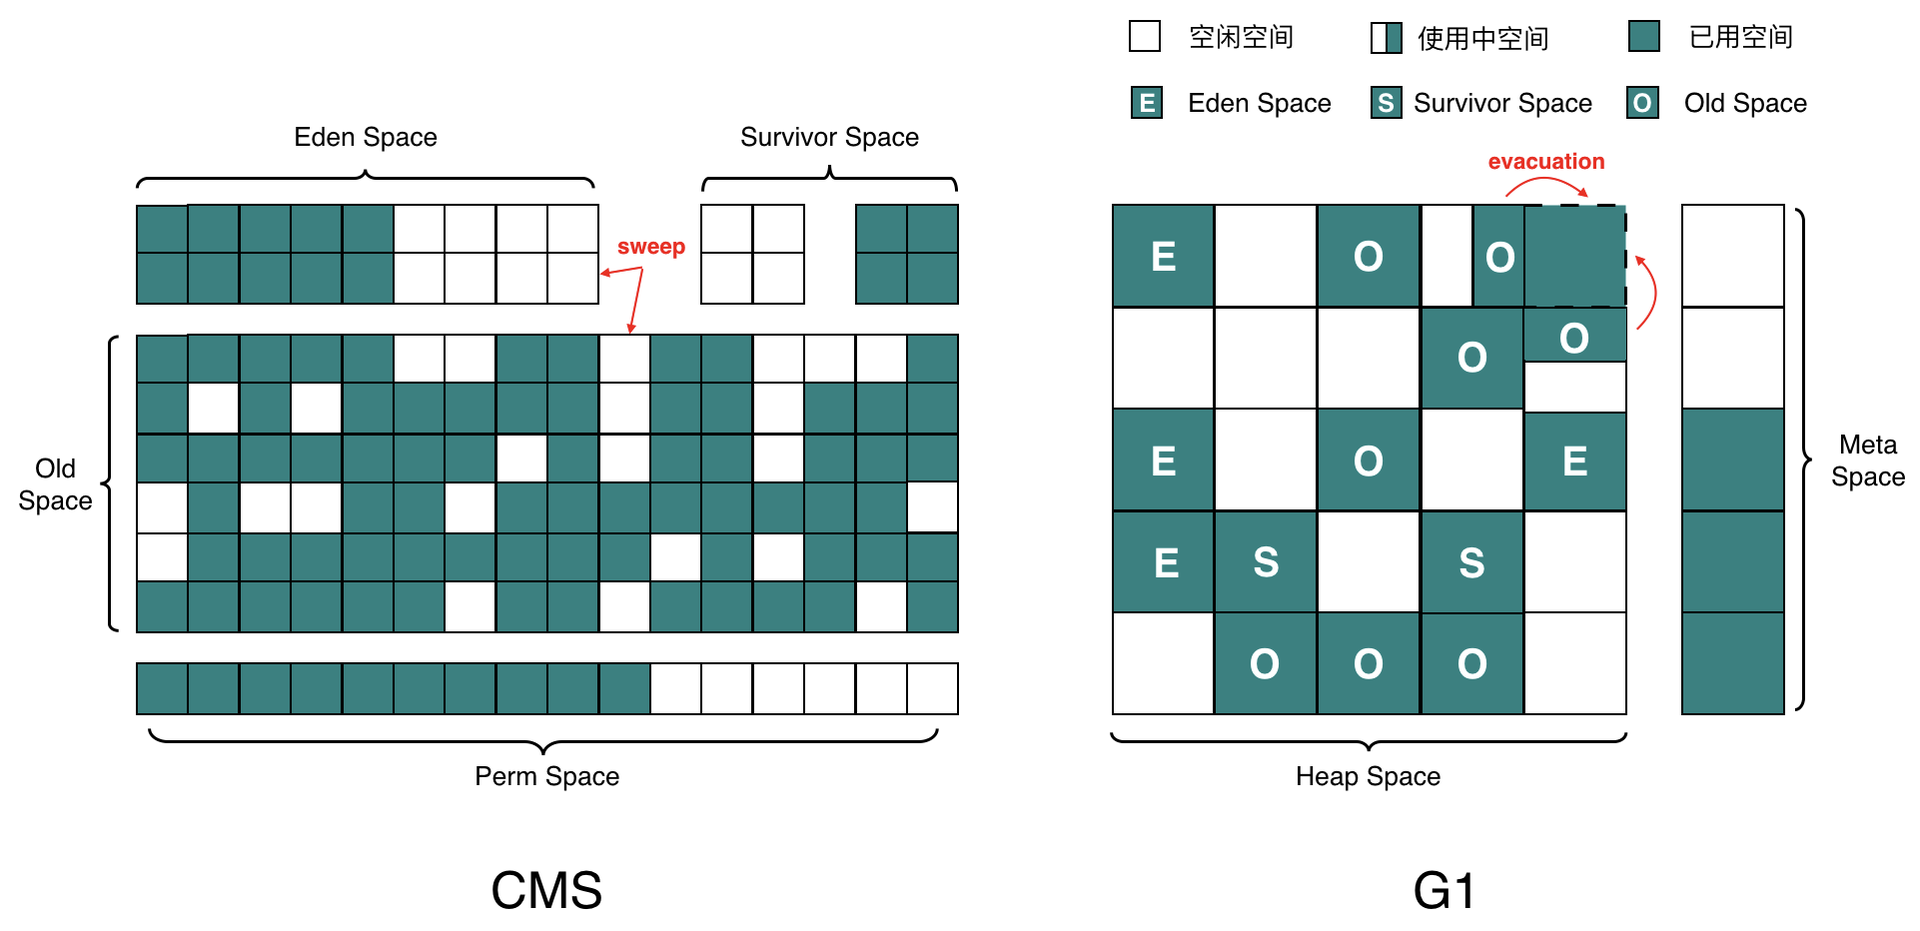 空闲空间
使用中空间
已用空间
E
Eden Space
S
Survivor Space
O
Old Space
Eden Space
Survivor Space
sweep
Old
Space
Perm Space
CMS
evacuation
E
O
O
O
O
E
O
E
E
S
S
O
O
O
Meta
Space
Heap Space
G1